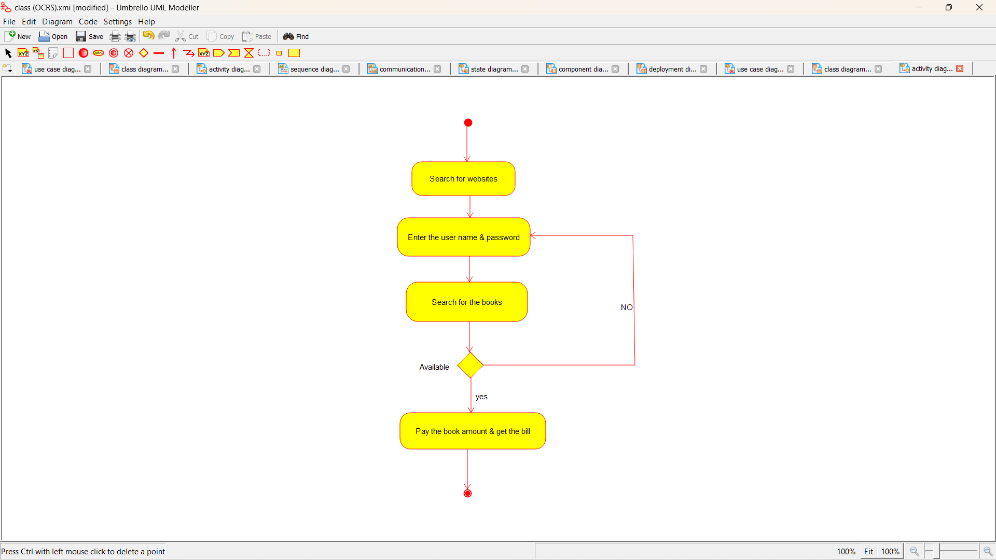 class (OCRS).xmi [modified] - Umbrello UML Modeller
File Edit Diagram Code Settings Help
New Open Save Cut Copy Paste Find
use case diag... class diagram... activity diag... sequence diag... communication... state diagram... component dia... deployment di... use case diag... class diagram... activity diag...
Search for websites
Enter the user name & password
Search for the books
NO
Available
yes
Pay the book amount & get the bill
Press Ctrl with left mouse click to delete a point 100% Fit 100%